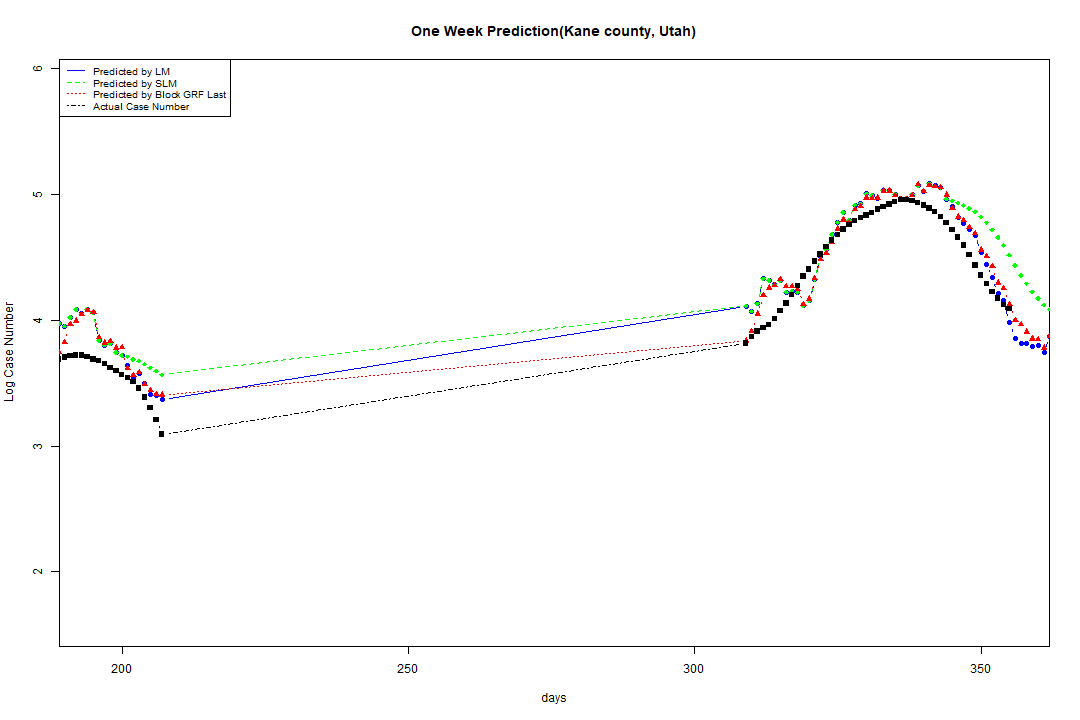 One Week Prediction(Kane county, Utah)
Predicted by LM
Predicted by SLM
Predicted by Block GRF Last
Actual Case Number
6
5
4
3
2
Log Case Number
200 250 300 350
days